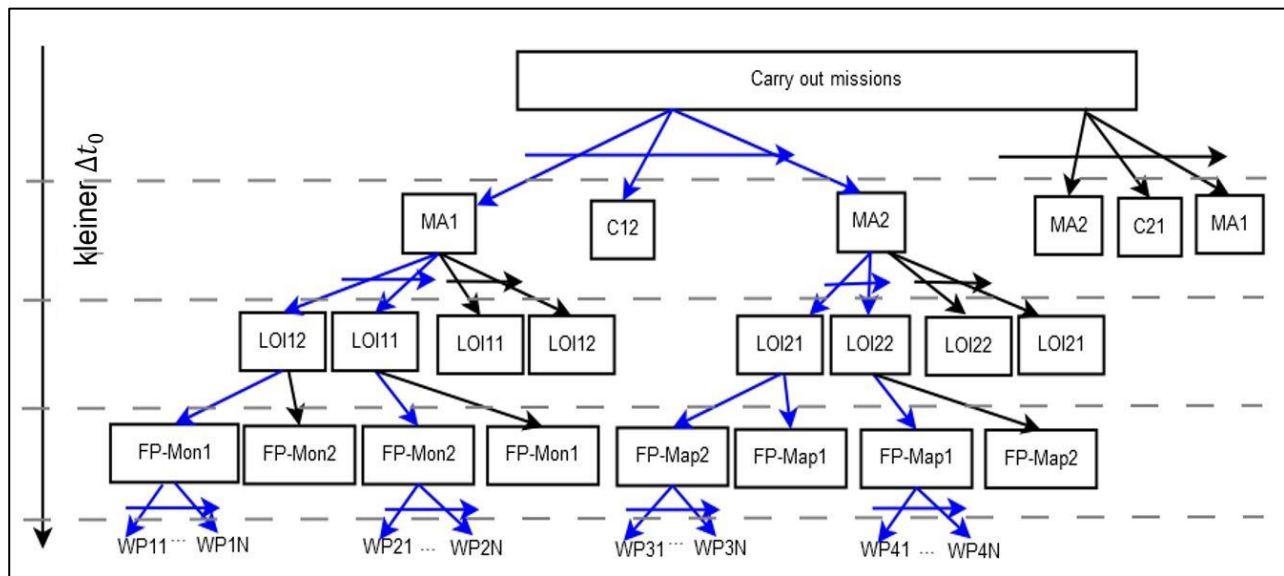 Carry out missions
kleiner Δt₀
MA1 C12 MA2 MA2 C21 MA1
LOI12 LOI11 LOI11 LOI12 LOI21 LOI22 LOI22 LOI21
FP-Mon1 FP-Mon2 FP-Mon2 FP-Mon1 FP-Map2 FP-Map1 FP-Map1 FP-Map2
WP11 ... WP1N WP21 ... WP2N WP31 ... WP3N WP41 ... WP4N